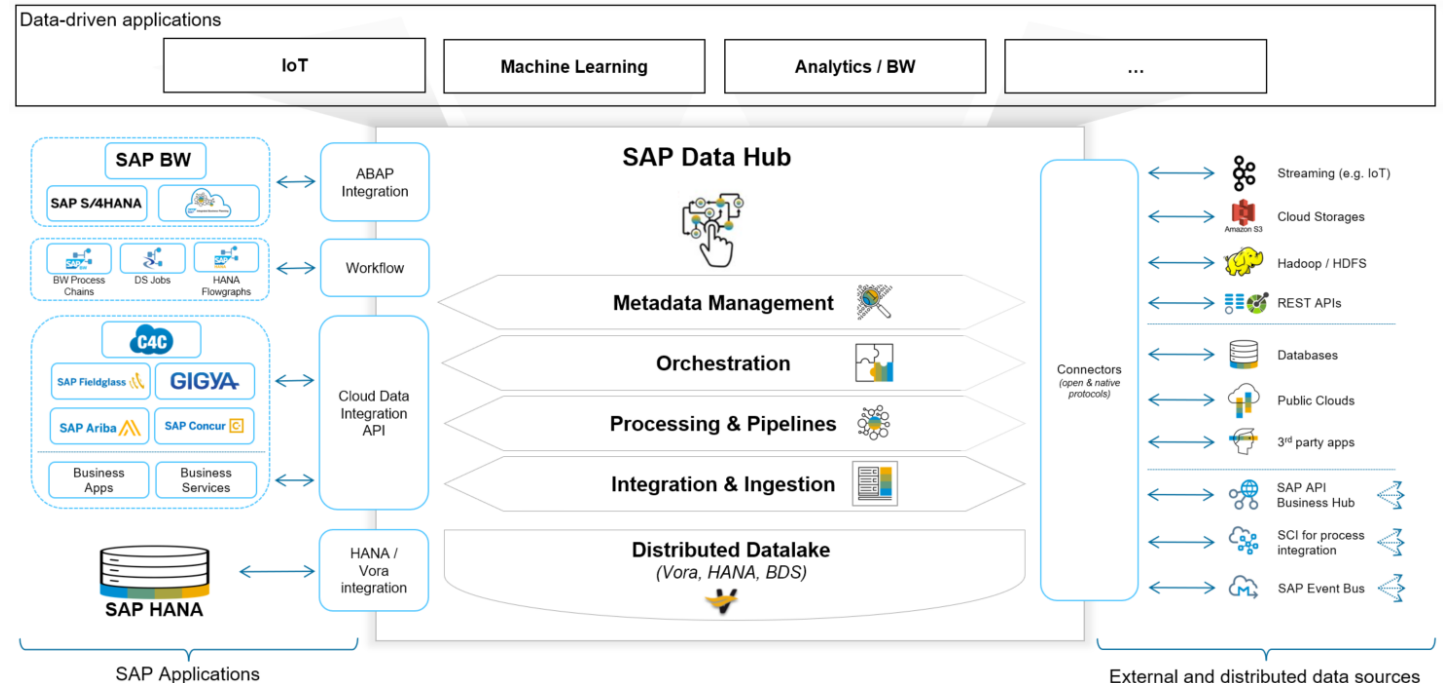 Data-driven applications
IoT
Machine Learning
Analytics / BW
...
SAP BW
SAP S/4HANA
ABAP
Integration
BW Process
Chains
DS Jobs
HANA
Flowgraphs
Workflow
C4C
SAP Fieldglass
GIGYA
SAP Ariba
SAP Concur
Business
Apps
Business
Services
Cloud Data
Integration
API
SAP HANA
HANA /
Vora
integration
SAP Applications
SAP Data Hub
Metadata Management
Orchestration
Processing & Pipelines
Integration & Ingestion
Distributed Datalake
(Vora, HANA, BDS)
Connectors
(open & native
protocols)
Streaming (e.g. IoT)
Amazon S3
Cloud Storages
Hadoop / HDFS
REST APIs
Databases
Public Clouds
3rd party apps
SAP API
Business Hub
SCI for process
integration
SAP Event Bus
External and distributed data sources